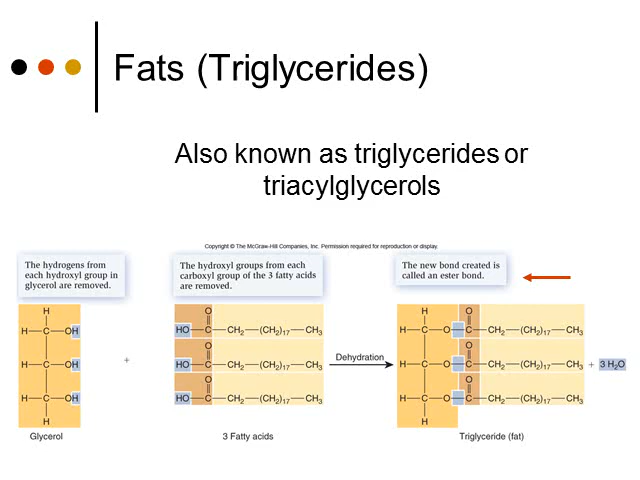 Fats (Triglycerides)
Also known as triglycerides or
triacylglycerols
Copyright © The McGraw-Hill Companies, Inc. Permission required for reproduction or display.
The hydrogens from
each hydroxyl group in
glycerol are removed.
The hydroxyl groups from each
carboxyl group of the 3 fatty acids
are removed.
The new bond created is
called an ester bond.
H
H—C—OH
H—C—OH
H—C—OH
H
Glycerol
+
O
HO—C—CH₂—(CH₂)₁₇—CH₃
O
HO—C—CH₂—(CH₂)₁₇—CH₃
O
HO—C—CH₂—(CH₂)₁₇—CH₃
3 Fatty acids
Dehydration
H O
H—C—O—C—CH₂—(CH₂)₁₇—CH₃
O
H—C—O—C—CH₂—(CH₂)₁₇—CH₃
O
H—C—O—C—CH₂—(CH₂)₁₇—CH₃
H
Triglyceride (fat)
+ 3 H₂O